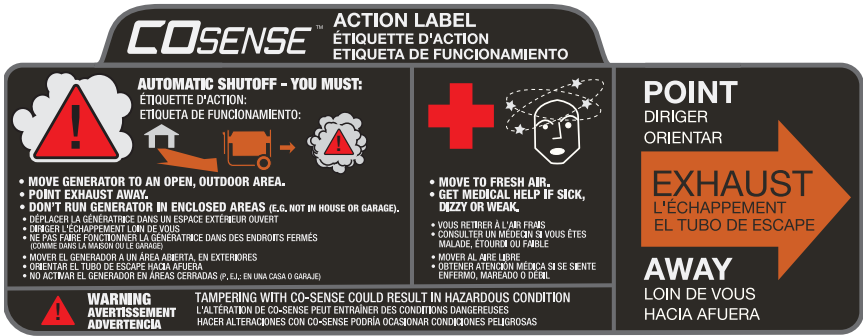 COSENSE™
ACTION LABEL
ÉTIQUETTE D'ACTION
ETIQUETA DE FUNCIONAMIENTO
AUTOMATIC SHUTOFF - YOU MUST:
ÉTIQUETTE D'ACTION:
ETIQUETA DE FUNCIONAMIENTO:
• MOVE GENERATOR TO AN OPEN, OUTDOOR AREA.
• POINT EXHAUST AWAY.
• DON'T RUN GENERATOR IN ENCLOSED AREAS (E.G. NOT IN HOUSE OR GARAGE).
• DÉPLACER LA GÉNÉRATRICE DANS UN ESPACE EXTÉRIEUR OUVERT
• DIRIGER L'ÉCHAPPEMENT LOIN DE VOUS
• NE PAS FAIRE FONCTIONNER LA GÉNÉRATRICE DANS DES ENDROITS FERMÉS
(COMME DANS LA MAISON OU LE GARAGE)
• MOVER EL GENERADOR A UN ÁREA ABIERTA, EN EXTERIORES
• ORIENTAR EL TUBO DE ESCAPE HACIA AFUERA
• NO ACTIVAR EL GENERADOR EN ÁREAS CERRADAS (P. EJ.: EN UNA CASA O GARAJE)
• MOVE TO FRESH AIR.
• GET MEDICAL HELP IF SICK,
DIZZY OR WEAK.
• VOUS RETIRER À L'AIR FRAIS
• CONSULTER UN MÉDECIN SI VOUS ÊTES
MALADE, ÉTOURDI OU FAIBLE
• MOVER AL AIRE LIBRE
• OBTENER ATENCIÓN MÉDICA SI SE SIENTE
ENFERMO, MAREADO O DÉBIL
POINT
DIRIGER
ORIENTAR
EXHAUST
L'ÉCHAPPEMENT
EL TUBO DE ESCAPE
AWAY
LOIN DE VOUS
HACIA AFUERA
WARNING
AVERTISSEMENT
ADVERTENCIA
TAMPERING WITH CO-SENSE COULD RESULT IN HAZARDOUS CONDITION
L'ALTÉRATION DE CO-SENSE PEUT ENTRAÎNER DES CONDITIONS DANGEREUSES
HACER ALTERACIONES CON CO-SENSE PODRÍA OCASIONAR CONDICIONES PELIGROSAS